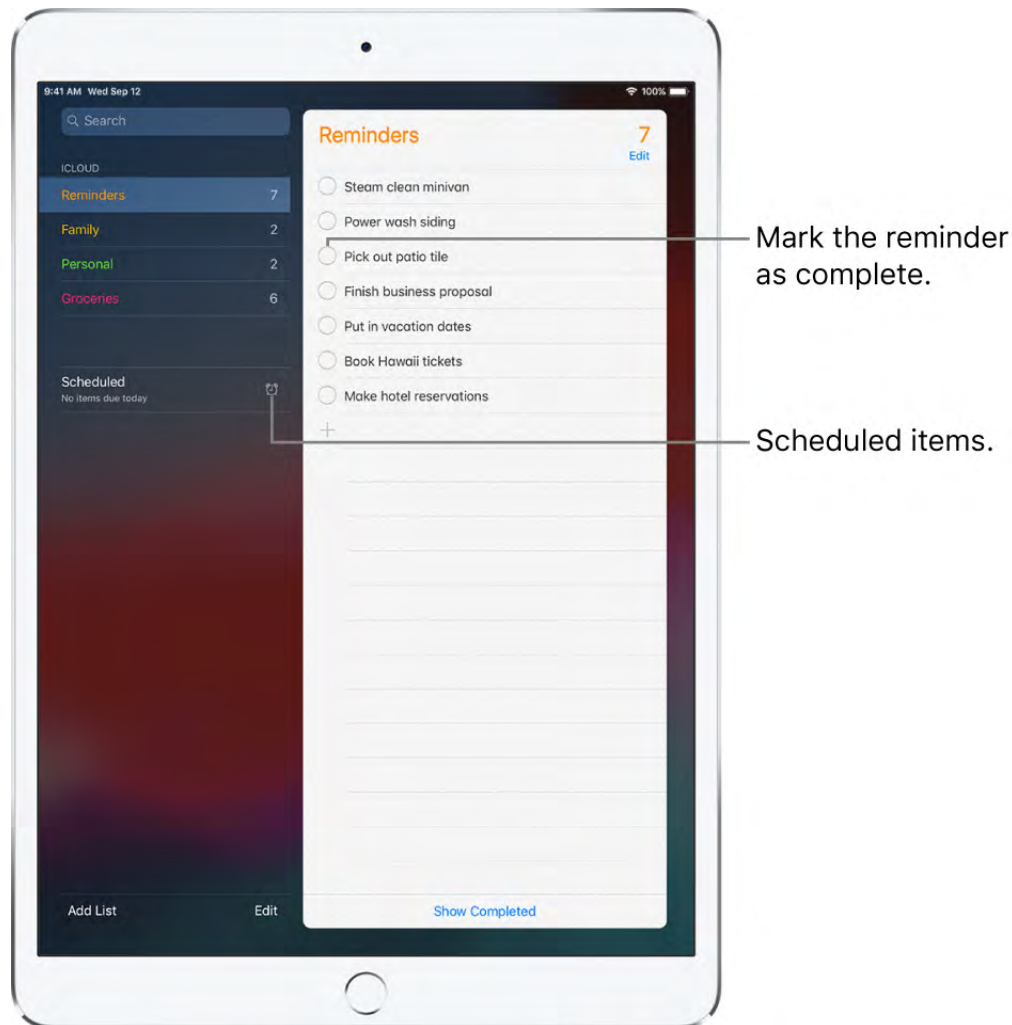 9:41 AM Wed Sep 12
100%
Search
ICLOUD
Reminders 7
Family 2
Personal 2
Groceries 6
Scheduled
No items due today
Add List Edit
Reminders 7
Edit
Steam clean minivan
Power wash siding
Pick out patio tile
Finish business proposal
Put in vacation dates
Book Hawaii tickets
Make hotel reservations
Show Completed
Mark the reminder
as complete.
Scheduled items.